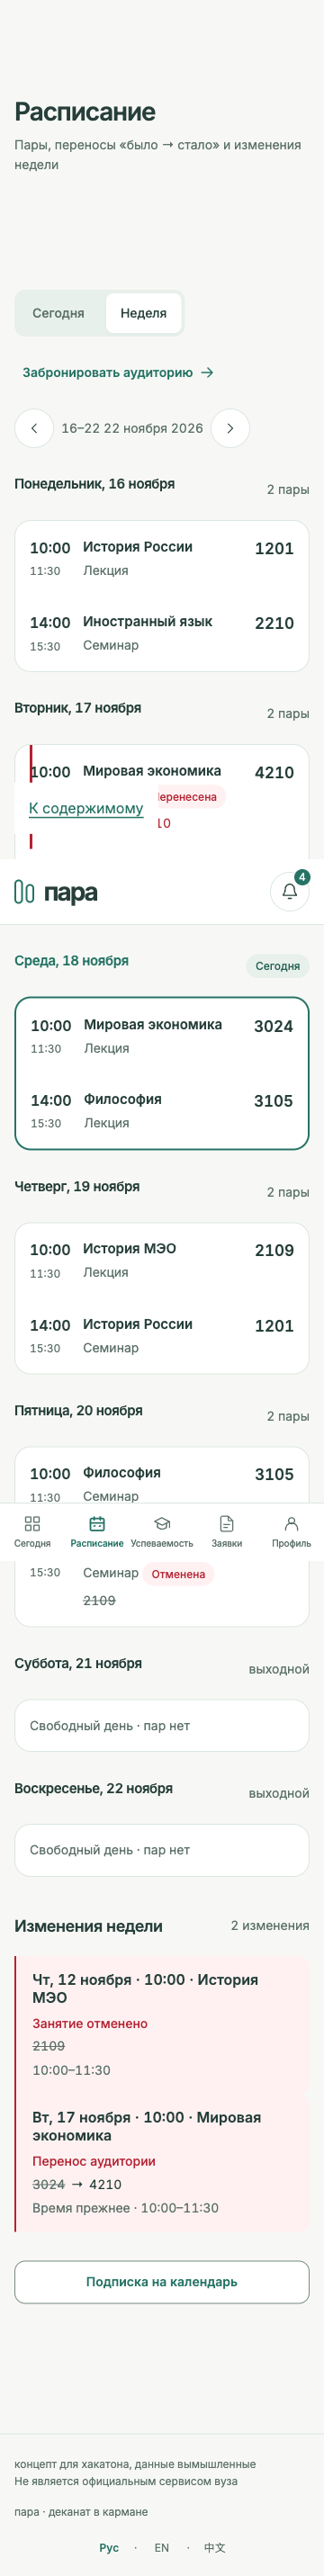 Расписание
Пары, переносы «было → стало» и изменения
недели
Сегодня Неделя
Забронировать аудиторию →
16–22 22 ноября 2026
Понедельник, 16 ноября 2 пары
10:00 История России 1201
11:30 Лекция
14:00 Иностранный язык 2210
15:30 Семинар
Вторник, 17 ноября 2 пары
10:00 Мировая экономика 4210
К содержимому
пара 4
Среда, 18 ноября Сегодня
10:00 Мировая экономика 3024
11:30 Лекция
14:00 Философия 3105
15:30 Лекция
Четверг, 19 ноября 2 пары
10:00 История МЭО 2109
11:30 Лекция
14:00 История России 1201
15:30 Семинар
Пятница, 20 ноября 2 пары
10:00 Философия 3105
11:30 Семинар
Сегодня Расписание Успеваемость Заявки Профиль
15:30 Семинар Отменена
2109
Суббота, 21 ноября выходной
Свободный день · пар нет
Воскресенье, 22 ноября выходной
Свободный день · пар нет
Изменения недели 2 изменения
Чт, 12 ноября · 10:00 · История
МЭО
Занятие отменено
2109
10:00–11:30
Вт, 17 ноября · 10:00 · Мировая
экономика
Перенос аудитории
3024 → 4210
Время прежнее · 10:00–11:30
Подписка на календарь
концепт для хакатона, данные вымышленные
Не является официальным сервисом вуза
пара · деканат в кармане
Рус · EN · 中文